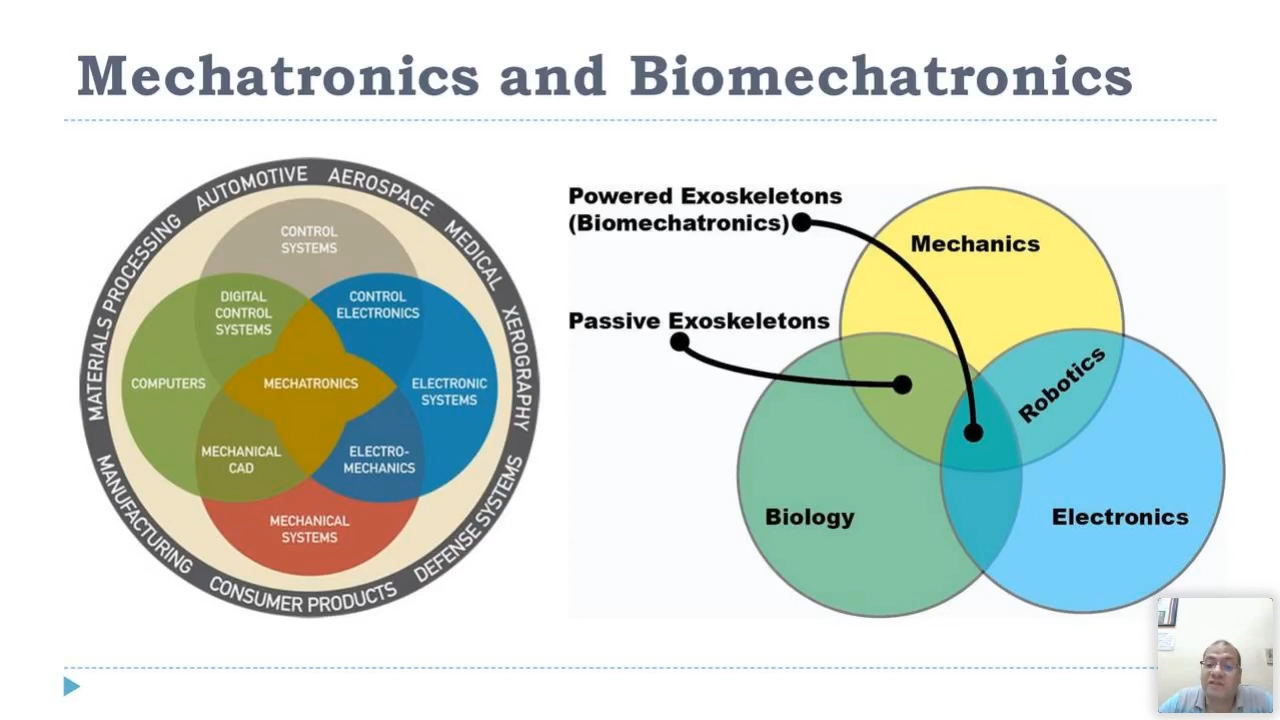 Mechatronics and Biomechatronics
MATERIALS PROCESSING
AUTOMOTIVE
AEROSPACE
MEDICAL
XEROGRAPHY
DEFENSE SYSTEMS
CONSUMER PRODUCTS
MANUFACTURING
CONTROL
SYSTEMS
DIGITAL
CONTROL
SYSTEMS
CONTROL
ELECTRONICS
COMPUTERS
MECHATRONICS
ELECTRONIC
SYSTEMS
MECHANICAL
CAD
ELECTRO-
MECHANICS
MECHANICAL
SYSTEMS
Powered Exoskeletons
(Biomechatronics)
Passive Exoskeletons
Mechanics
Robotics
Biology
Electronics